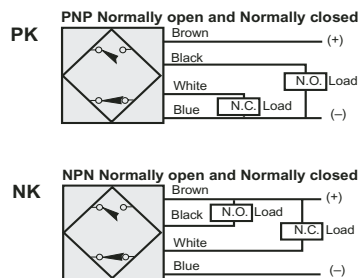 PNP Normally open and Normally closed
PK
Brown
(+)
Black
N.O. Load
White
N.C. Load
Blue
(–)
NPN Normally open and Normally closed
NK
Brown
(+)
Black
N.O. Load
N.C. Load
White
Blue
(–)